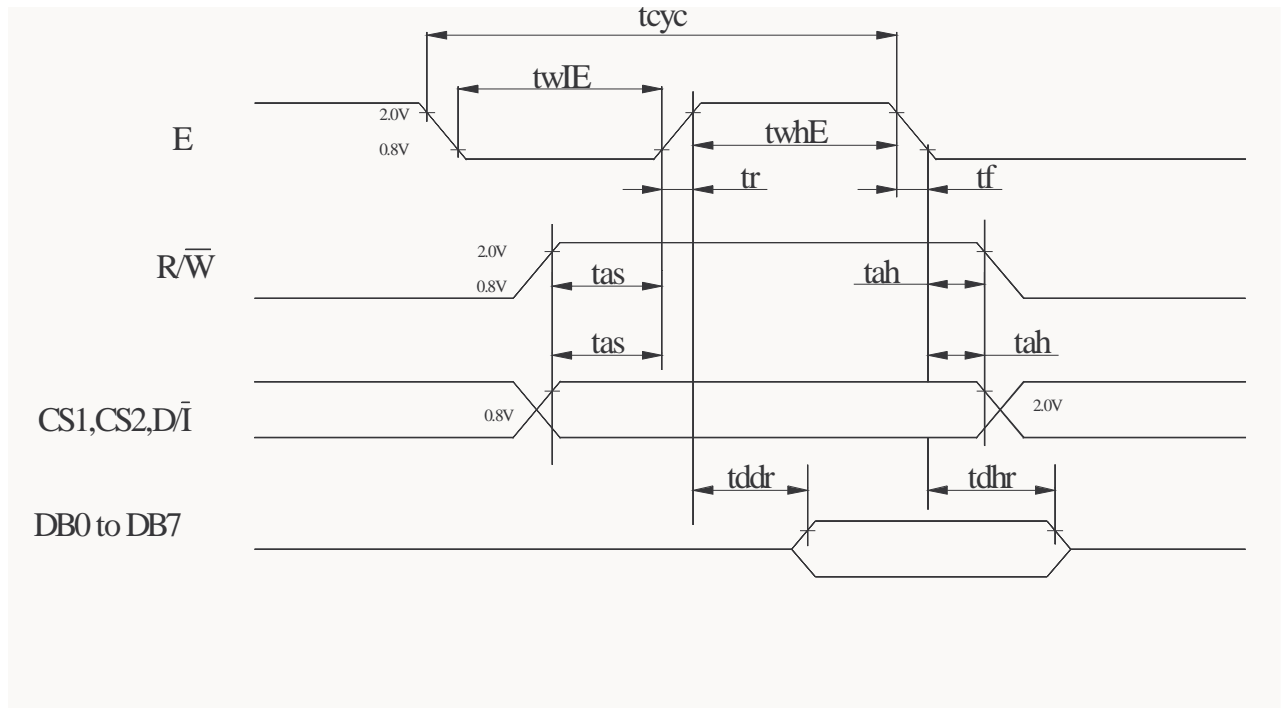 tcyc
twIE
2.0V
E
0.8V
twhE
tr
tf
2.0V
R/W̅
0.8V
tas
tah
tas
tah
CS1,CS2,D/I̅
0.8V
2.0V
tddr
tdhr
DB0 to DB7